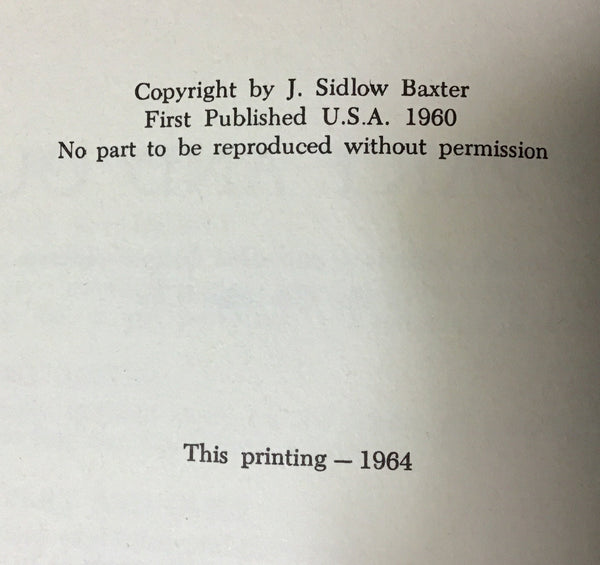 Copyright by J. Sidlow Baxter
First Published U.S.A. 1960
No part to be reproduced without permission
This printing — 1964